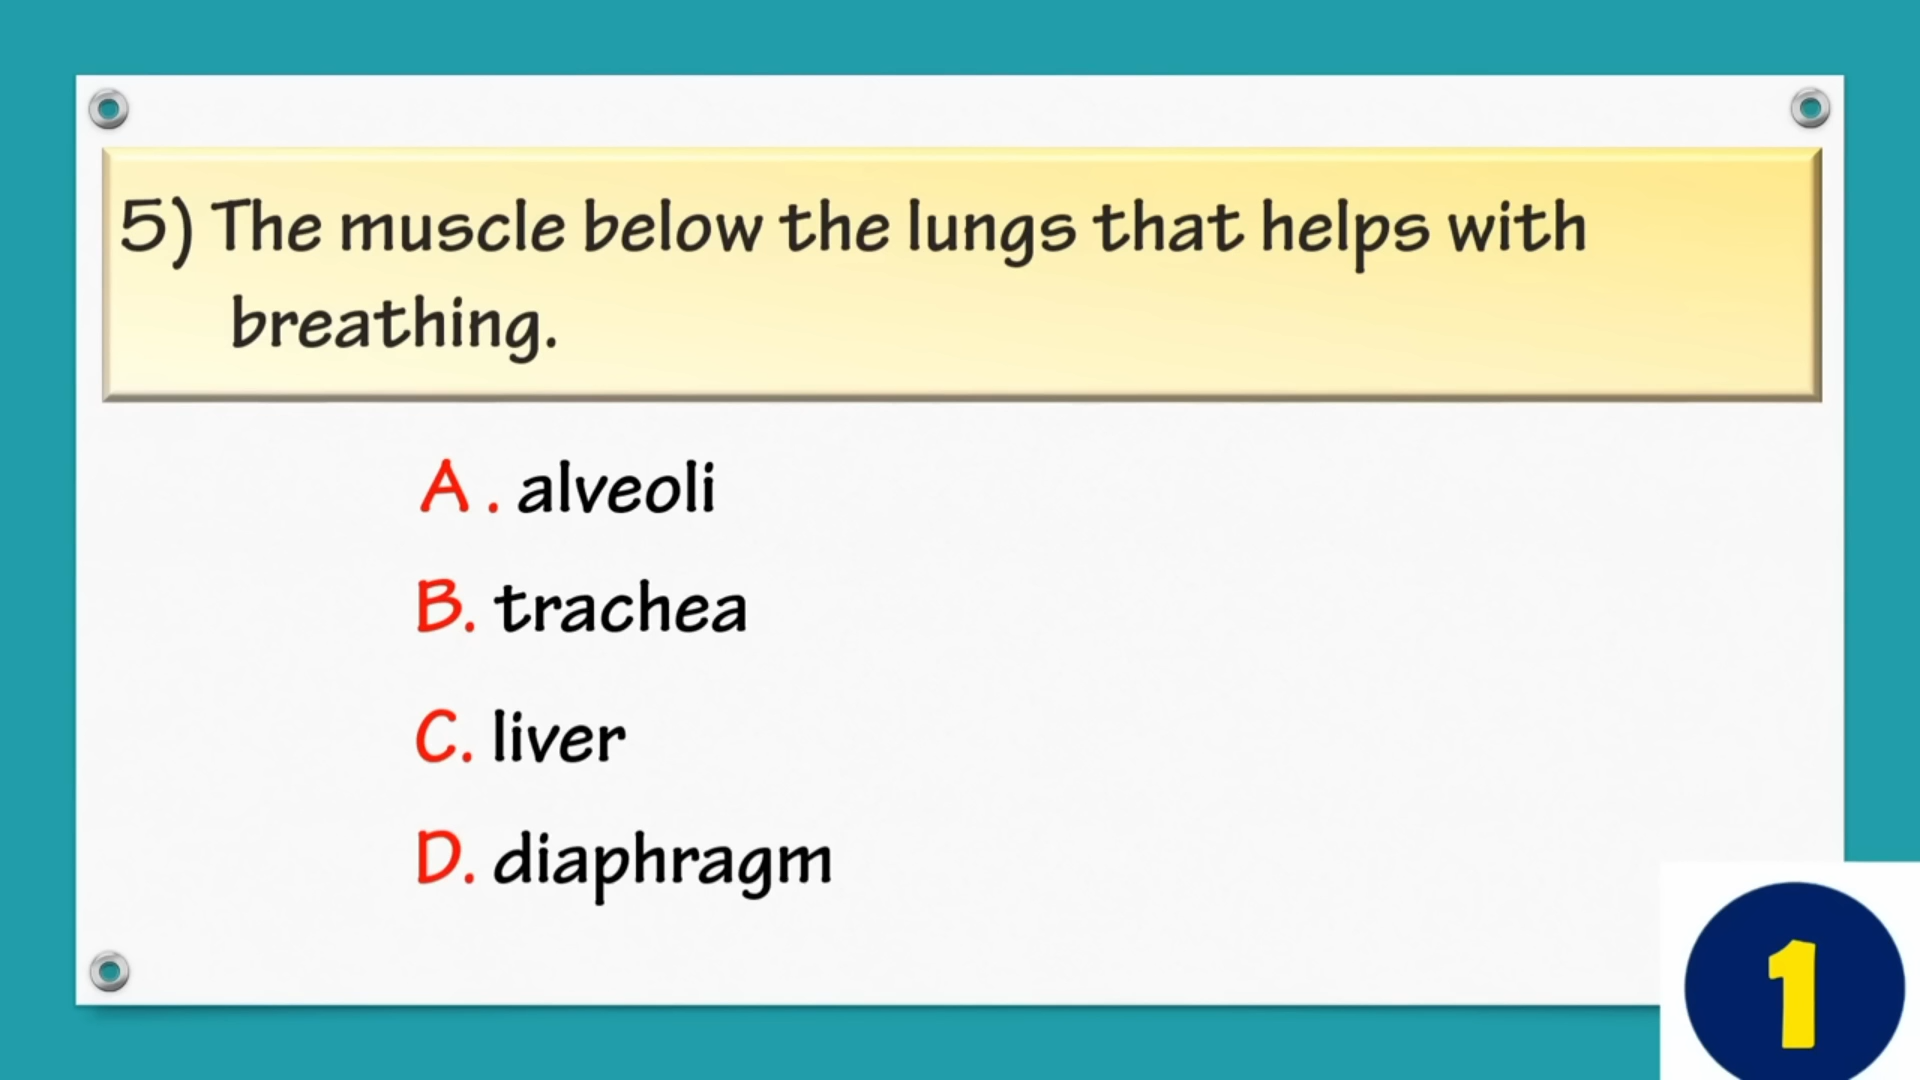 5) The muscle below the lungs that helps with
breathing.
A . alveoli
B. trachea
C. liver
D. diaphragm
1